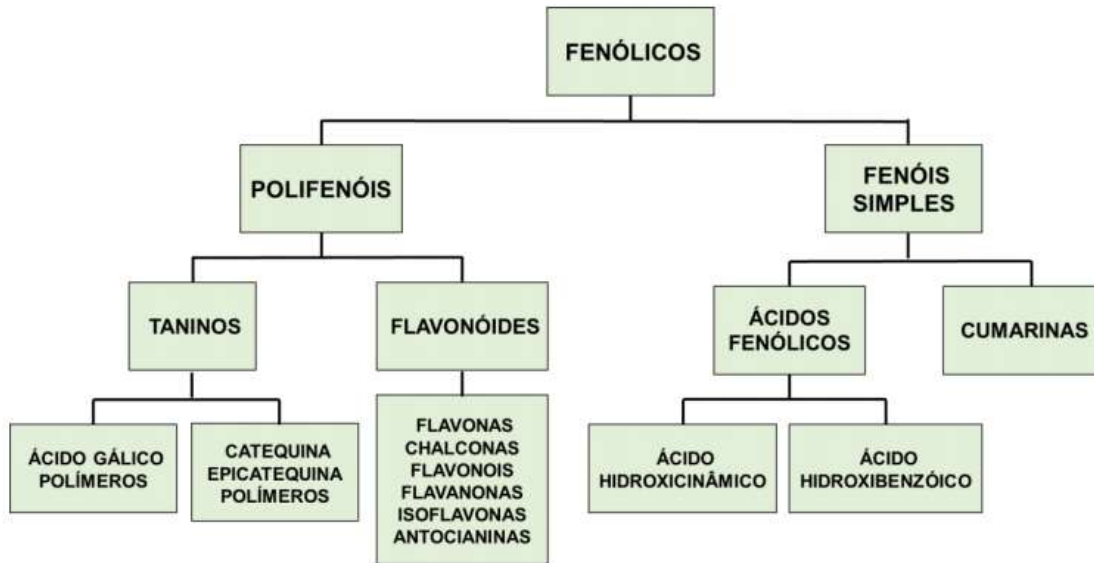 FENÓLICOS
POLIFENÓIS
FENÓIS
SIMPLES
TANINOS
FLAVONÓIDES
ÁCIDOS
FENÓLICOS
CUMARINAS
ÁCIDO GÁLICO
POLÍMEROS
CATEQUINA
EPICATEQUINA
POLÍMEROS
FLAVONAS
CHALCONAS
FLAVONOIS
FLAVANONAS
ISOFLAVONAS
ANTOCIANINAS
ÁCIDO
HIDROXICINÂMICO
ÁCIDO
HIDROXIBENZÓICO